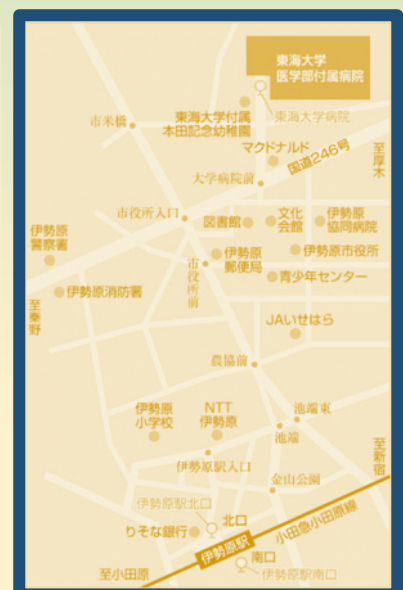 東海大学
医学部付属病院
東海大学病院
東海大学付属
本田記念幼稚園
市米橋
マクドナルド
国道246号
至厚木
大学病院前
市役所入口
図書館
文化
会館
伊勢原
協同病院
伊勢原
警察署
伊勢原
郵便局
伊勢原市役所
市役所前
青少年センター
伊勢原消防署
至秦野
JAいせはら
農協前
伊勢原
小学校
NTT
伊勢原
池端東
池端
伊勢原駅入口
至新宿
金山公園
伊勢原駅北口
北口
りそな銀行
小田急小田原線
伊勢原駅
南口
至小田原
伊勢原駅南口